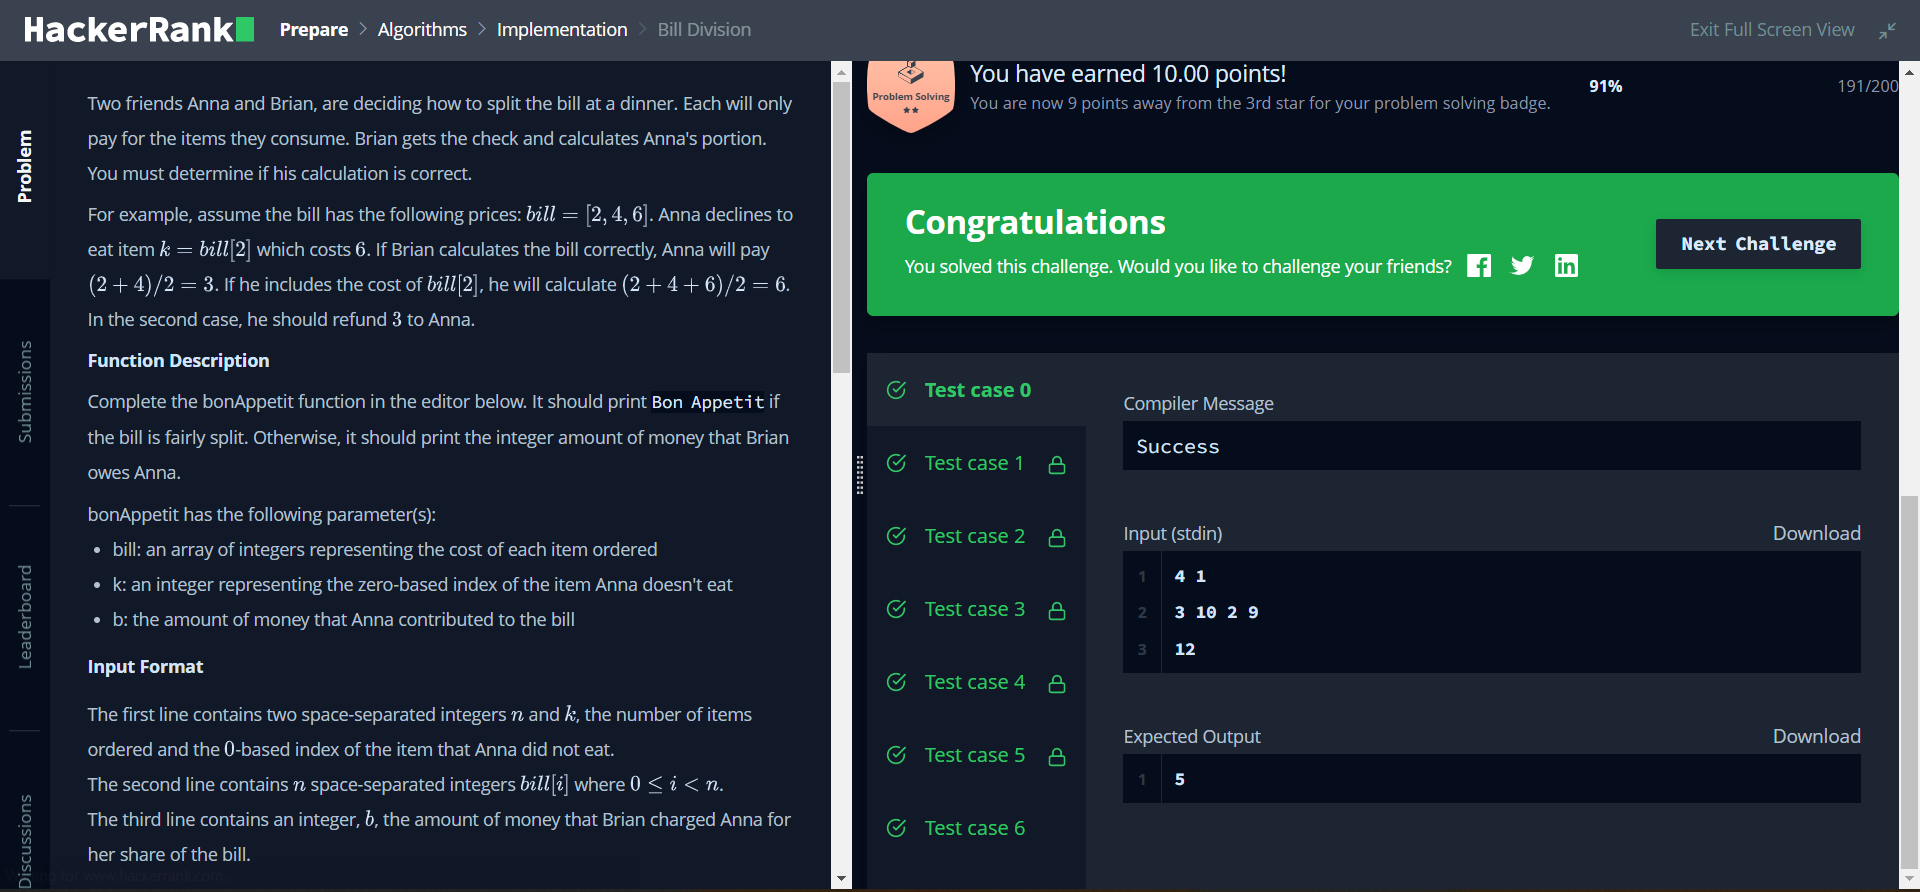 HackerRank
Prepare > Algorithms > Implementation > Bill Division
Exit Full Screen View
Problem
Submissions
Leaderboard
Discussions
Two friends Anna and Brian, are deciding how to split the bill at a dinner. Each will only
pay for the items they consume. Brian gets the check and calculates Anna's portion.
You must determine if his calculation is correct.
For example, assume the bill has the following prices: bill = [2, 4, 6]. Anna declines to
eat item k = bill[2] which costs 6. If Brian calculates the bill correctly, Anna will pay
(2 + 4)/2 = 3. If he includes the cost of bill[2], he will calculate (2 + 4 + 6)/2 = 6.
In the second case, he should refund 3 to Anna.
Function Description
Complete the bonAppetit function in the editor below. It should print Bon Appetit if
the bill is fairly split. Otherwise, it should print the integer amount of money that Brian
owes Anna.
bonAppetit has the following parameter(s):
• bill: an array of integers representing the cost of each item ordered
• k: an integer representing the zero-based index of the item Anna doesn't eat
• b: the amount of money that Anna contributed to the bill
Input Format
The first line contains two space-separated integers n and k, the number of items
ordered and the 0-based index of the item that Anna did not eat.
The second line contains n space-separated integers bill[i] where 0 ≤ i < n.
The third line contains an integer, b, the amount of money that Brian charged Anna for
her share of the bill.
Problem Solving
You have earned 10.00 points!
You are now 9 points away from the 3rd star for your problem solving badge.
91%
191/200
Congratulations
You solved this challenge. Would you like to challenge your friends?
Next Challenge
Test case 0
Test case 1
Test case 2
Test case 3
Test case 4
Test case 5
Test case 6
Compiler Message
Success
Input (stdin)
Download
1 4 1
2 3 10 2 9
3 12
Expected Output
Download
1 5